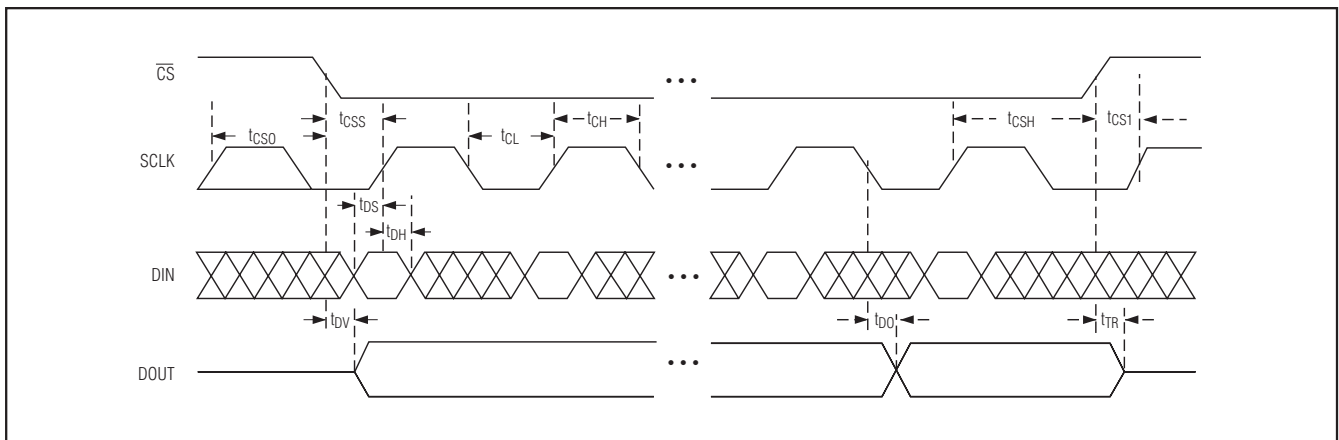 CS
•••
tCSS
tCSH
tCS1
tCSO
tCL
tCH
SCLK
•••
tDS
tDH
DIN
•••
tDV
tDO
tTR
DOUT
•••